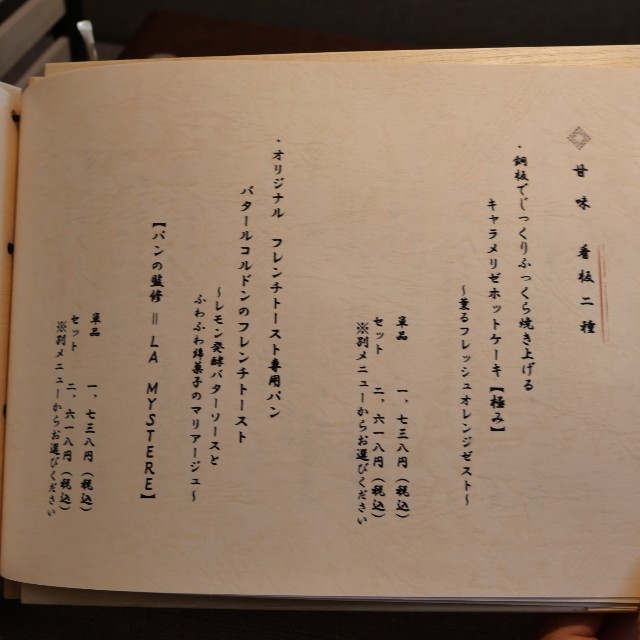 甘味 看板二種
・銅板でじっくりふっくら焼き上げる
キャラメリゼホットケーキ【極み】
～薫るフレッシュオレンジゼスト～
単品 一、七三八円（税込）
セット 二、六一八円（税込）
※別メニューからお選びください
・オリジナル フレンチトースト専用パン
バタールコルドンのフレンチトースト
～レモン発酵バターソースと
ふわふわ綿菓子のマリアージュ～
【パンの監修 = LA MYSTERE】
単品 一、七三八円（税込）
セット 二、六一八円（税込）
※別メニューからお選びください